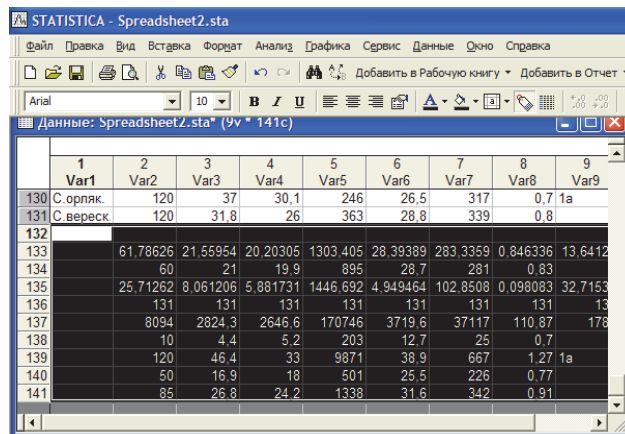 STATISTICA - Spreadsheet2.sta
Файл Правка Вид Вставка Формат Анализ Графика Сервис Данные Окно Справка
Добавить в Рабочую книгу Добавить в Отчет
Arial 10 B I U
Данные: Spreadsheet2.sta* (9v * 141c)
1 2 3 4 5 6 7 8 9
Var1 Var2 Var3 Var4 Var5 Var6 Var7 Var8 Var9
130 С.орляк. 120 37 30,1 246 26,5 317 0,7 1а
131 С.вереск. 120 31,8 26 363 28,8 339 0,8
132
133 61,78626 21,55954 20,20305 1303,405 28,39389 283,3359 0,846336 13,6412
134 60 21 19,9 895 28,7 281 0,83
135 25,71262 8,061206 5,881731 1446,692 4,949464 102,8508 0,098083 32,7153
136 131 131 131 131 131 131 131 13
137 8094 2824,3 2646,6 170746 3719,6 37117 110,87 178
138 10 4,4 5,2 203 12,7 25 0,7
139 120 46,4 33 9871 38,9 667 1,27 1а
140 50 16,9 18 501 25,5 226 0,77
141 85 26,8 24,2 1338 31,6 342 0,91